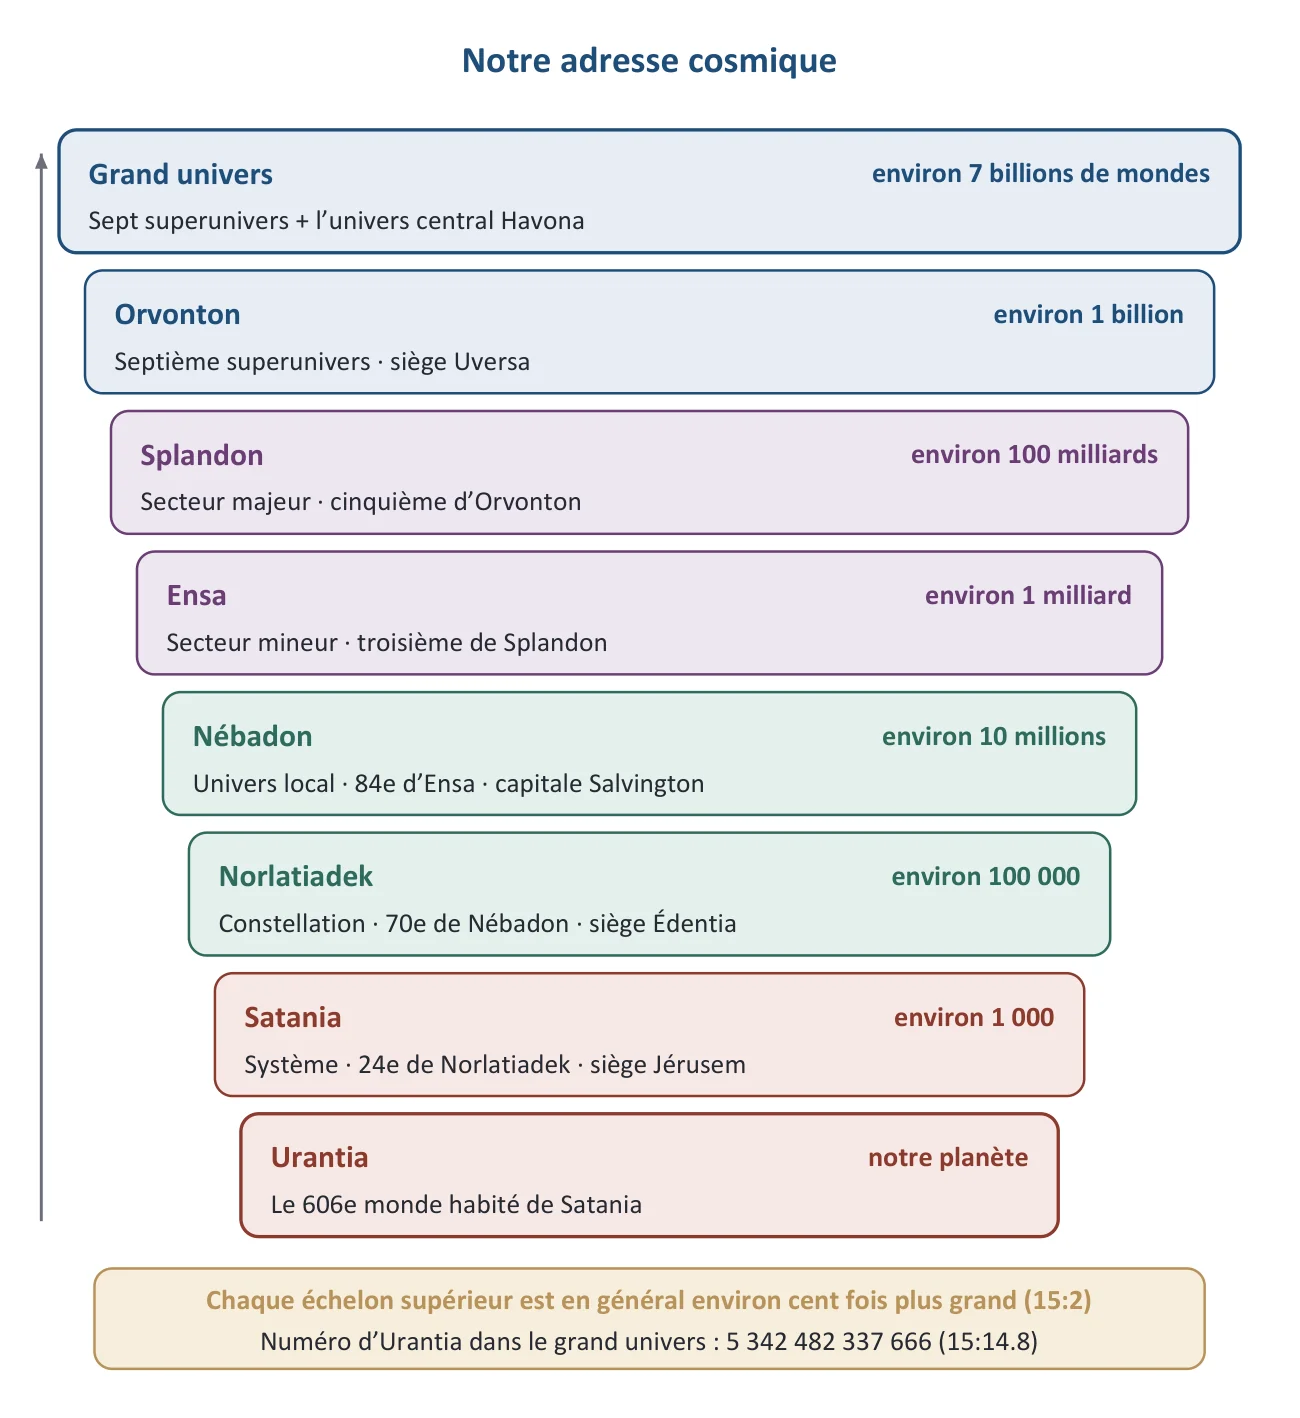 Notre adresse cosmique
Grand univers
environ 7 billions de mondes
Sept superunivers + l’univers central Havona
Orvonton
environ 1 billion
Septième superunivers · siège Uversa
Splandon
environ 100 milliards
Secteur majeur · cinquième d’Orvonton
Ensa
environ 1 milliard
Secteur mineur · troisième de Splandon
Nébadon
environ 10 millions
Univers local · 84e d’Ensa · capitale Salvington
Norlatiadek
environ 100 000
Constellation · 70e de Nébadon · siège Édentia
Satania
environ 1 000
Système · 24e de Norlatiadek · siège Jérusem
Urantia
notre planète
Le 606e monde habité de Satania
Chaque échelon supérieur est en général environ cent fois plus grand (15:2)
Numéro d’Urantia dans le grand univers : 5 342 482 337 666 (15:14.8)